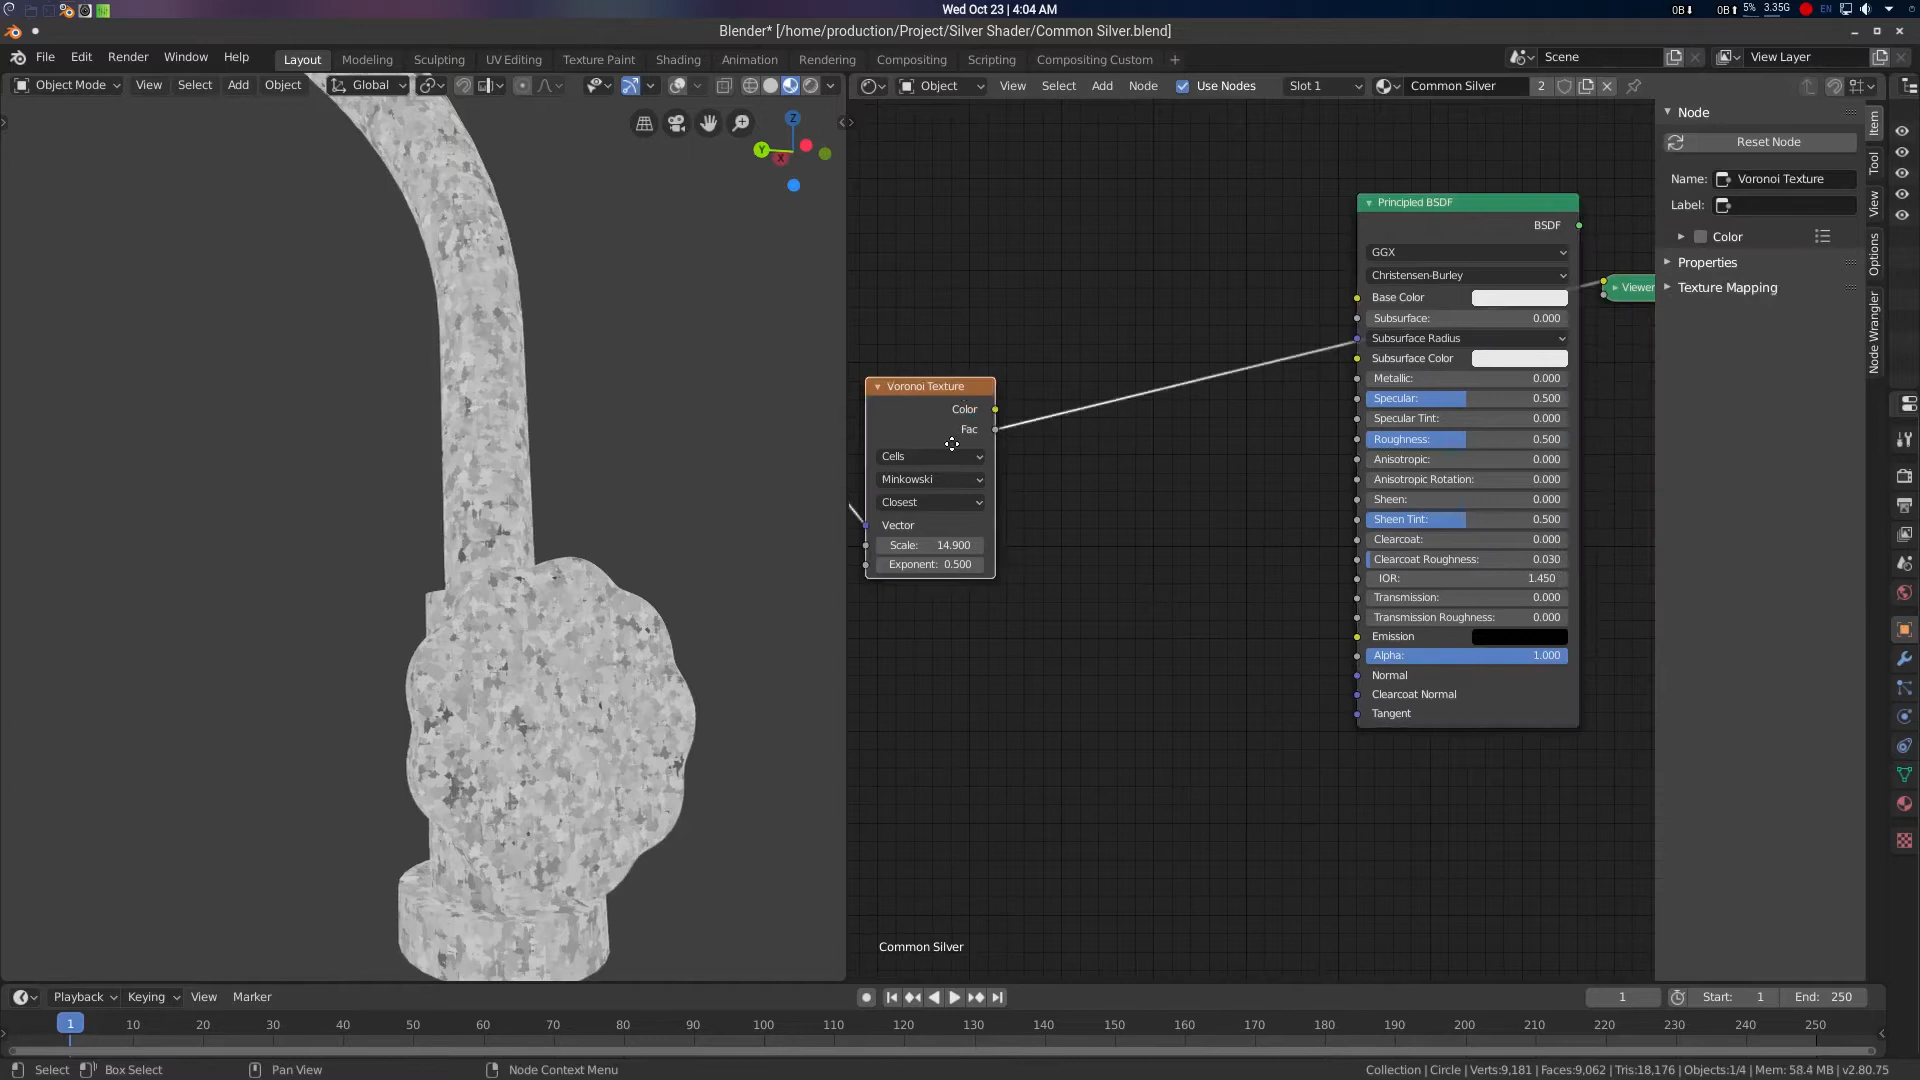 Wed Oct 23 | 4:04 AM
0B 0B 5% 3.35G EN
Blender* [/home/production/Project/Silver Shader/Common Silver.blend]
File Edit Render Window Help Layout Modeling Sculpting UV Editing Texture Paint Shading Animation Rendering Compositing Scripting Compositing Custom + Scene View Layer
Object Mode View Select Add Object Global Object View Select Add Node Use Nodes Slot 1 Common Silver 2
Z
Y
X
Node
Reset Node
Name: Voronoi Texture
Label:
Color
Properties
Texture Mapping
Item
Tool
View
Options
Node Wrangler
Principled BSDF
BSDF
GGX
Christensen-Burley
Base Color
Subsurface: 0.000
Subsurface Radius
Subsurface Color
Metallic: 0.000
Specular: 0.500
Specular Tint: 0.000
Roughness: 0.500
Anisotropic: 0.000
Anisotropic Rotation: 0.000
Sheen: 0.000
Sheen Tint: 0.500
Clearcoat: 0.000
Clearcoat Roughness: 0.030
IOR: 1.450
Transmission: 0.000
Transmission Roughness: 0.000
Emission
Alpha: 1.000
Normal
Clearcoat Normal
Tangent
Viewer
Voronoi Texture
Color
Fac
Cells
Minkowski
Closest
Vector
Scale: 14.900
Exponent: 0.500
Common Silver
Playback Keying View Marker 1 Start: 1 End: 250
1 10 20 30 40 50 60 70 80 90 100 110 120 130 140 150 160 170 180 190 200 210 220 230 240 250
Select Box Select Pan View Node Context Menu Collection | Circle | Verts:9,181 | Faces:9,062 | Tris:18,176 | Objects:1/4 | Mem: 58.4 MB | v2.80.75